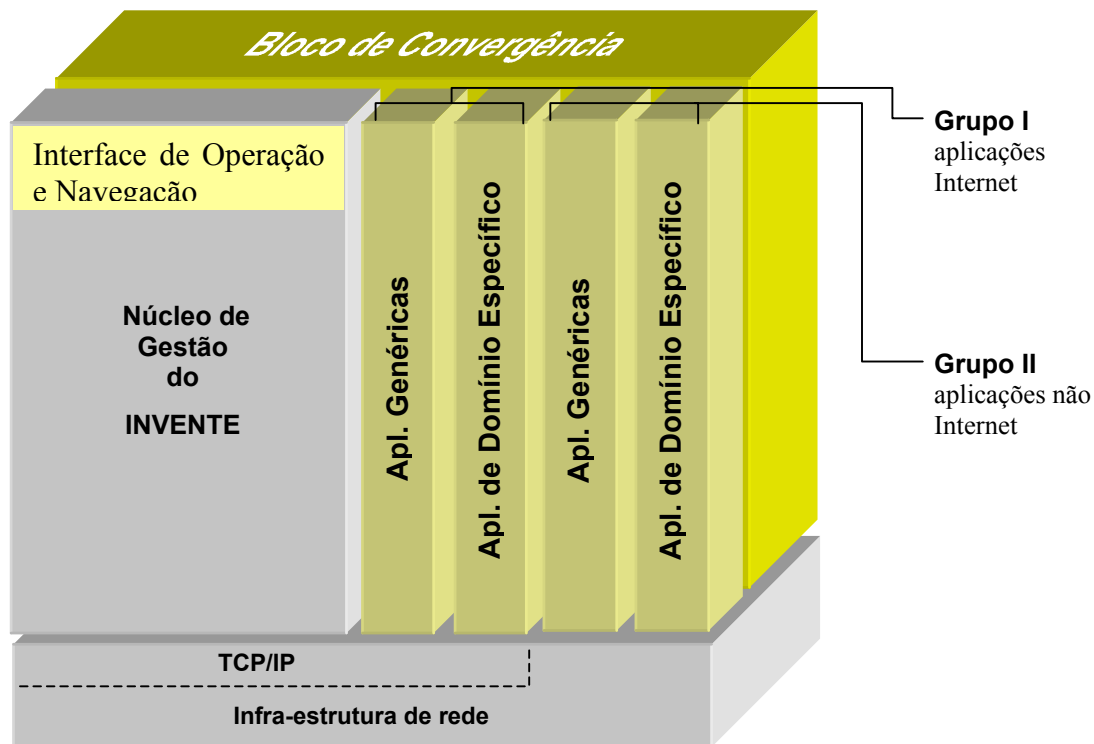 Bloco de Convergência
Interface de Operação
e Navegação
Núcleo de
Gestão
do
INVENTE
Apl. Genéricas
Apl. de Domínio Específico
Apl. Genéricas
Apl. de Domínio Específico
Grupo I
aplicações
Internet
Grupo II
aplicações não
Internet
TCP/IP
Infra-estrutura de rede